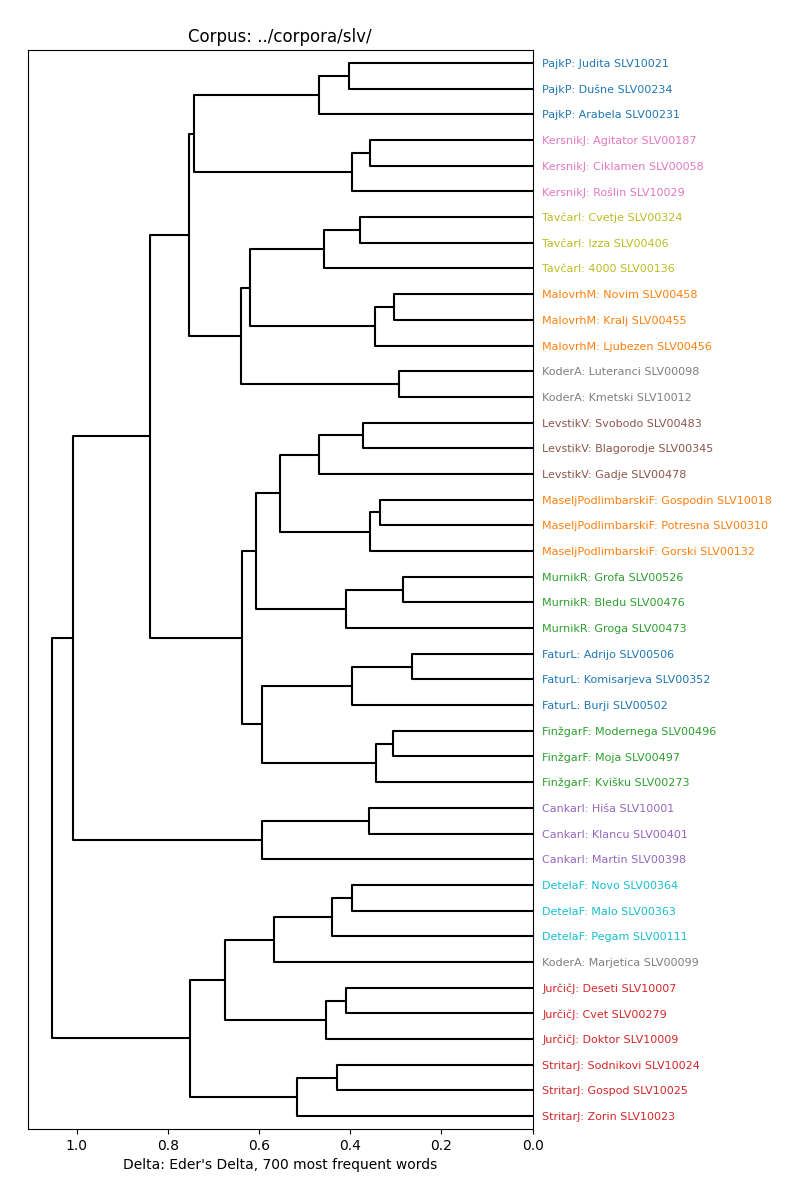 Corpus: ../corpora/slv/
PajkP: Judita SLV10021
PajkP: Dušne SLV00234
PajkP: Arabela SLV00231
KersnikJ: Agitator SLV00187
KersnikJ: Ciklamen SLV00058
KersnikJ: Rošlin SLV10029
TavčarI: Cvetje SLV00324
TavčarI: Izza SLV00406
TavčarI: 4000 SLV00136
MalovrhM: Novim SLV00458
MalovrhM: Kralj SLV00455
MalovrhM: Ljubezen SLV00456
KoderA: Luteranci SLV00098
KoderA: Kmetski SLV10012
LevstikV: Svobodo SLV00483
LevstikV: Blagorodje SLV00345
LevstikV: Gadje SLV00478
MaseljPodlimbarskiF: Gospodin SLV10018
MaseljPodlimbarskiF: Potresna SLV00310
MaseljPodlimbarskiF: Gorski SLV00132
MurnikR: Grofa SLV00526
MurnikR: Bledu SLV00476
MurnikR: Groga SLV00473
FaturL: Adrijo SLV00506
FaturL: Komisarjeva SLV00352
FaturL: Burji SLV00502
FinžgarF: Modernega SLV00496
FinžgarF: Moja SLV00497
FinžgarF: Kvišku SLV00273
CankarI: Hiša SLV10001
CankarI: Klancu SLV00401
CankarI: Martin SLV00398
DetelaF: Novo SLV00364
DetelaF: Malo SLV00363
DetelaF: Pegam SLV00111
KoderA: Marjetica SLV00099
JurčičJ: Deseti SLV10007
JurčičJ: Cvet SLV00279
JurčičJ: Doktor SLV10009
StritarJ: Sodnikovi SLV10024
StritarJ: Gospod SLV10025
StritarJ: Zorin SLV10023
1.0 0.8 0.6 0.4 0.2 0.0
Delta: Eder's Delta, 700 most frequent words